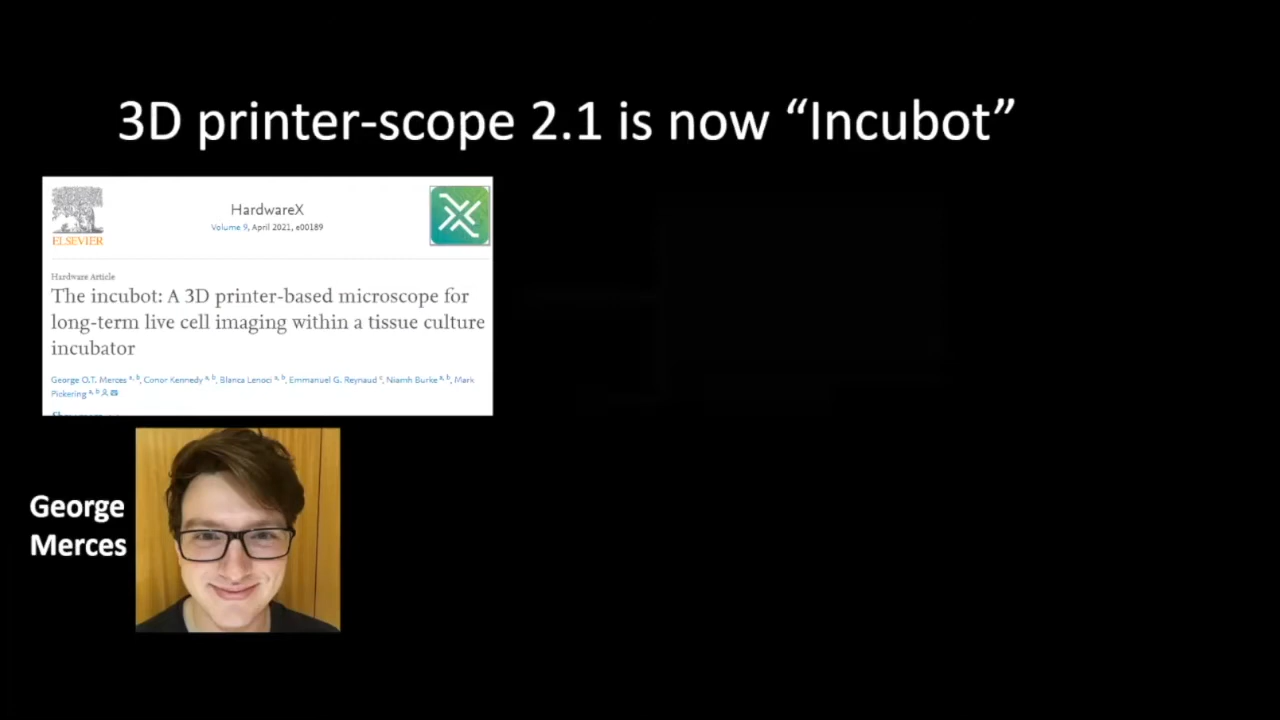 3D printer-scope 2.1 is now “Incubot”
ELSEVIER
HardwareX
Volume 9, April 2021, e00189
Hardware Article
The incubot: A 3D printer-based microscope for
long-term live cell imaging within a tissue culture
incubator
George O.T. Merces a, b, Conor Kennedy a, b, Blanca Lenoci a, b, Emmanuel G. Reynaud c, Niamh Burke a, b, Mark
Pickering a, b
George
Merces